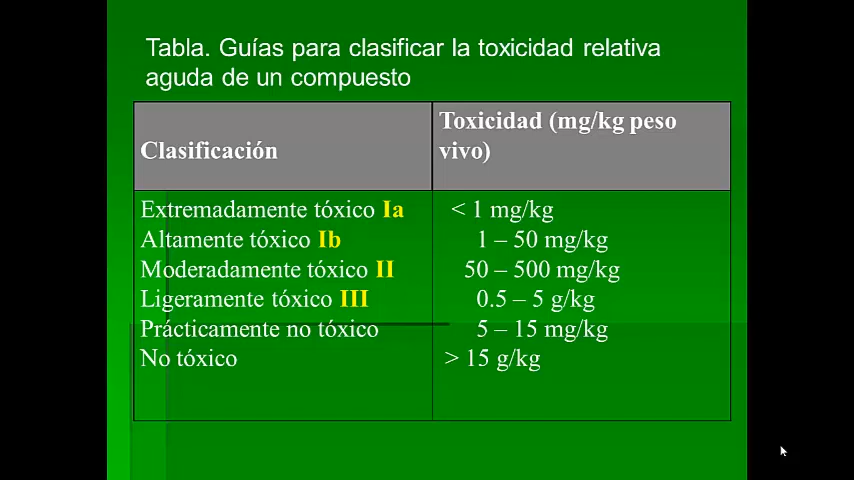 Tabla. Guías para clasificar la toxicidad relativa
aguda de un compuesto
Clasificación
Toxicidad (mg/kg peso
vivo)
Extremadamente tóxico Ia
< 1 mg/kg
Altamente tóxico Ib
1 – 50 mg/kg
Moderadamente tóxico II
50 – 500 mg/kg
Ligeramente tóxico III
0.5 – 5 g/kg
Prácticamente no tóxico
5 – 15 mg/kg
No tóxico
> 15 g/kg